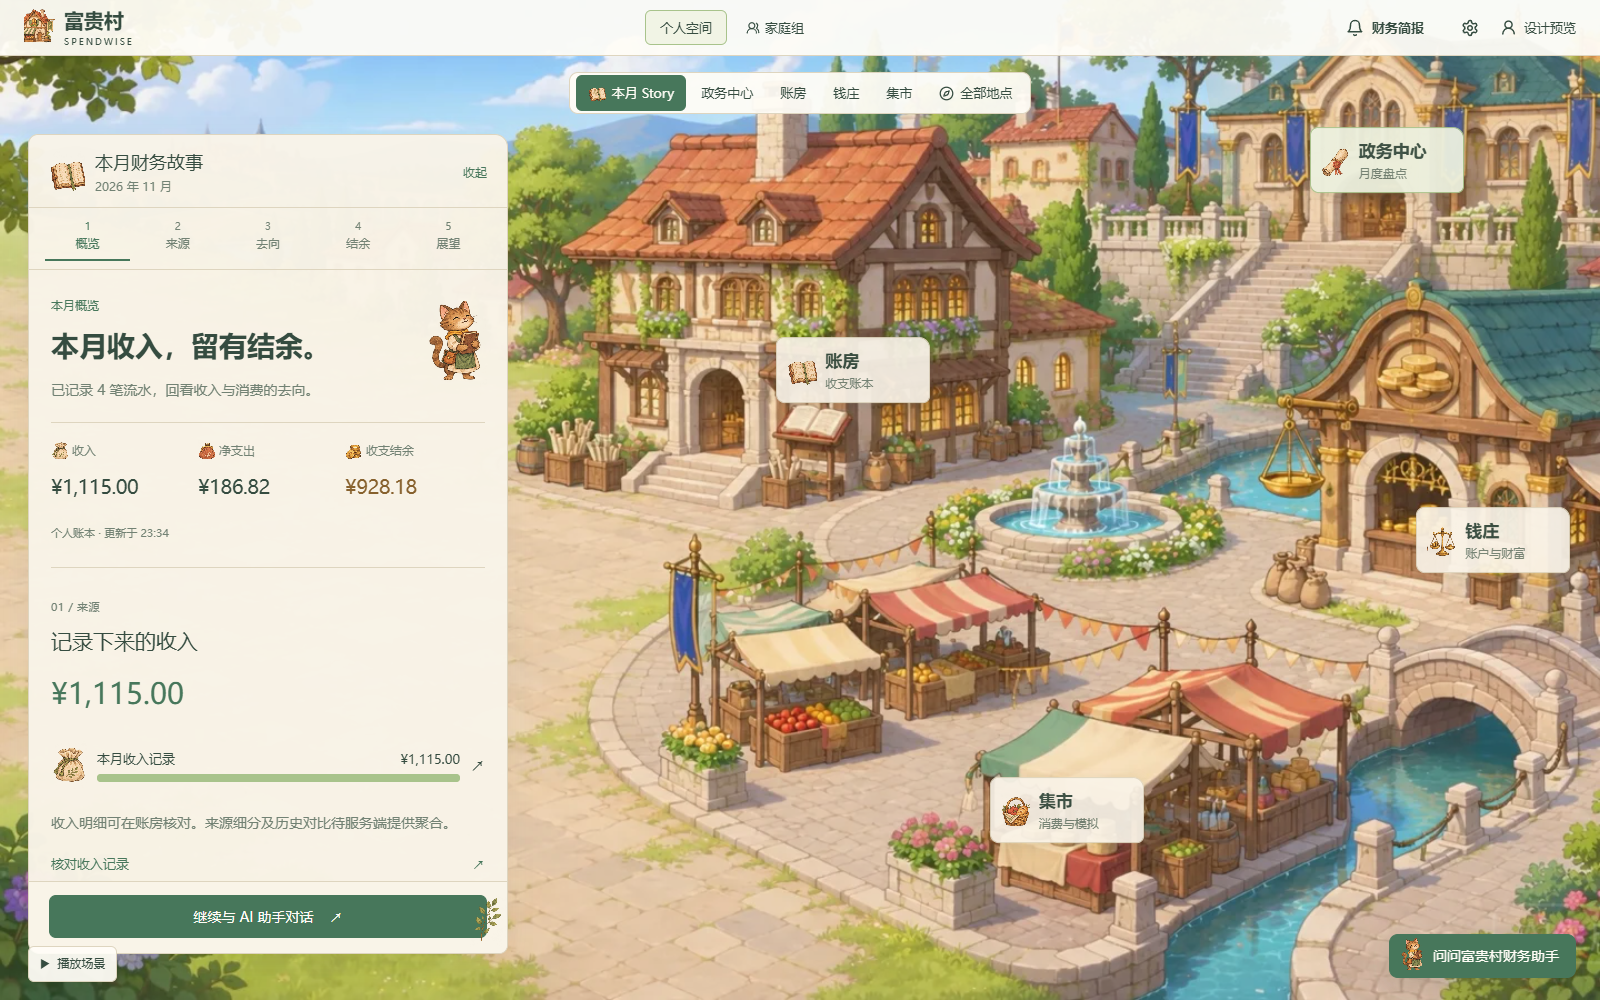 富贵村
SPENDWISE
个人空间
家庭组
财务简报
设计预览
本月 Story
政务中心
账房
钱庄
集市
全部地点
本月财务故事
2026 年 11 月
收起
1
概览
2
来源
3
去向
4
结余
5
展望
本月概览
本月收入，留有结余。
已记录 4 笔流水，回看收入与消费的去向。
收入
¥1,115.00
净支出
¥186.82
收支结余
¥928.18
个人账本 · 更新于 23:34
01 / 来源
记录下来的收入
¥1,115.00
本月收入记录
¥1,115.00
收入明细可在账房核对。来源细分及历史对比待服务端提供聚合。
核对收入记录
继续与 AI 助手对话
播放场景
政务中心
月度盘点
账房
收支账本
钱庄
账户与财富
集市
消费与模拟
问问富贵村财务助手